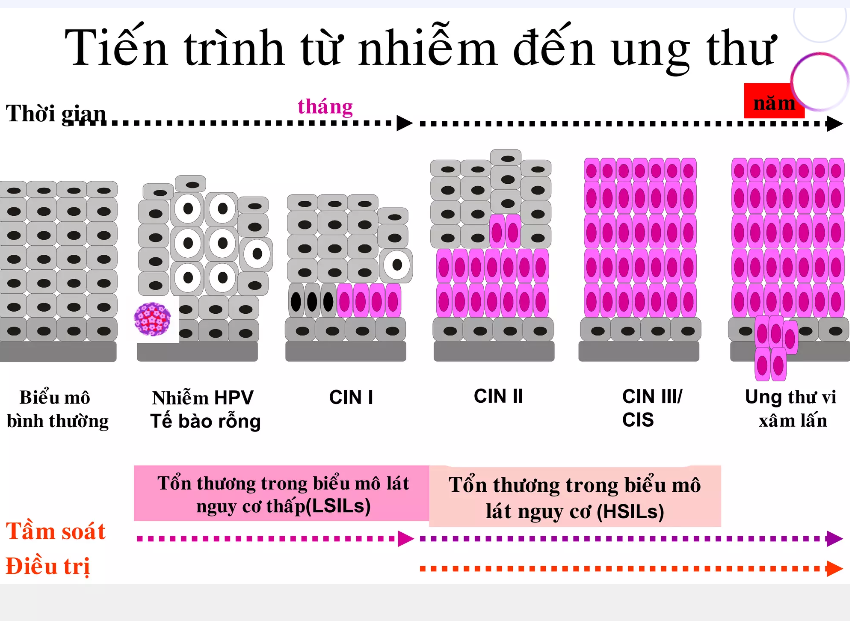 Tiến trình từ nhiễm đến ung thư
Thời gian
tháng
năm
Biểu mô
bình thường
Nhiễm HPV
Tế bào rỗng
CIN I
CIN II
CIN III/
CIS
Ung thư vi
xâm lấn
Tổn thương trong biểu mô lát
nguy cơ thấp(LSILs)
Tổn thương trong biểu mô
lát nguy cơ (HSILs)
Tầm soát
Điều trị